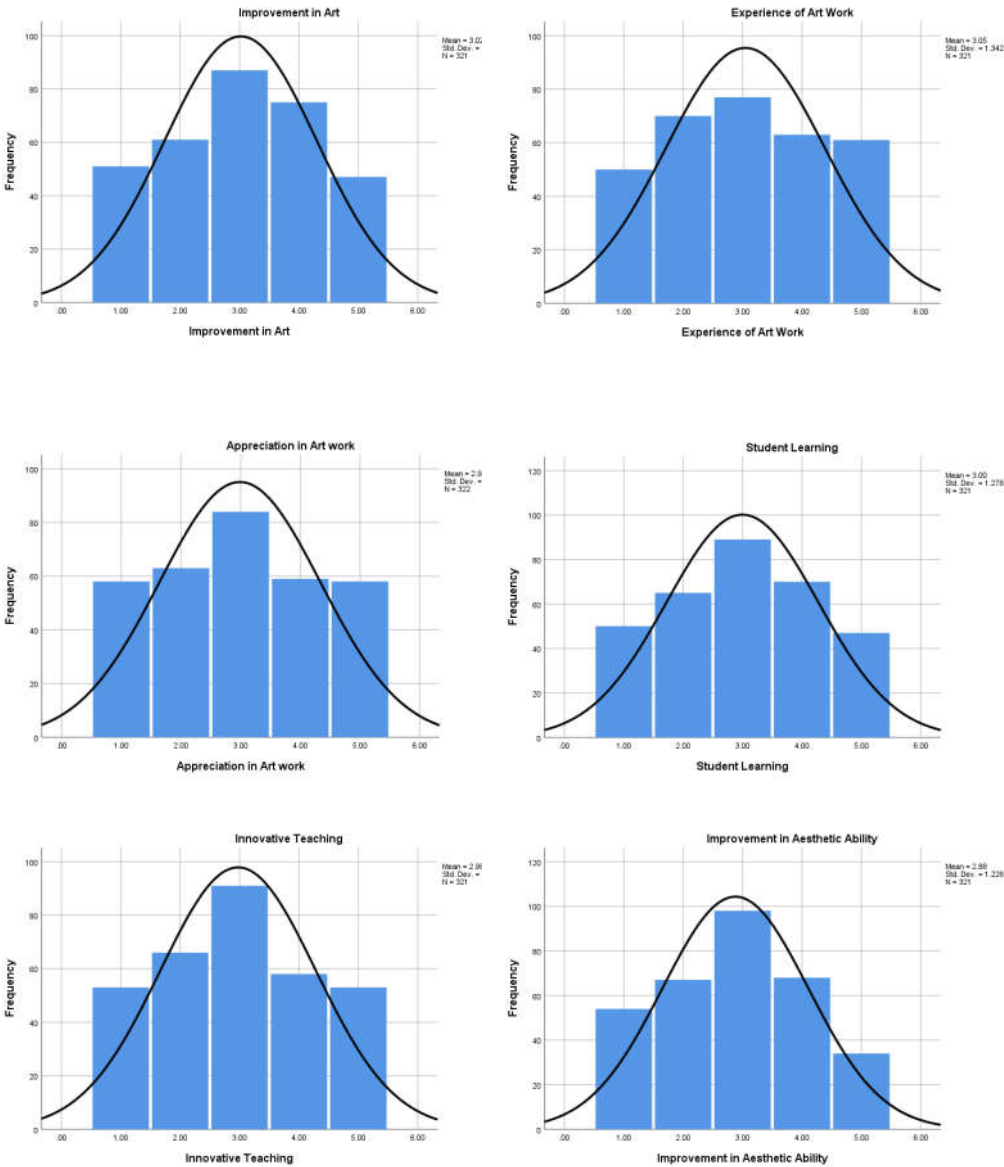 Improvement in Art
Mean = 3.02
Std. Dev. =
N = 321
Frequency
100
80
60
40
20
0
.00 1.00 2.00 3.00 4.00 5.00 6.00
Improvement in Art
Experience of Art Work
Mean = 3.05
Std. Dev. = 1.342
N = 321
Frequency
100
80
60
40
20
0
.00 1.00 2.00 3.00 4.00 5.00 6.00
Experience of Art Work
Appreciation in Art work
Mean = 2.9
Std. Dev. =
N = 322
Frequency
100
80
60
40
20
0
.00 1.00 2.00 3.00 4.00 5.00 6.00
Appreciation in Art work
Student Learning
Mean = 3.00
Std. Dev. = 1.278
N = 321
Frequency
120
100
80
60
40
20
0
.00 1.00 2.00 3.00 4.00 5.00 6.00
Student Learning
Innovative Teaching
Mean = 2.98
Std. Dev. =
N = 321
Frequency
100
80
60
40
20
0
.00 1.00 2.00 3.00 4.00 5.00 6.00
Innovative Teaching
Improvement in Aesthetic Ability
Mean = 2.88
Std. Dev. = 1.228
N = 321
Frequency
120
100
80
60
40
20
0
.00 1.00 2.00 3.00 4.00 5.00 6.00
Improvement in Aesthetic Ability